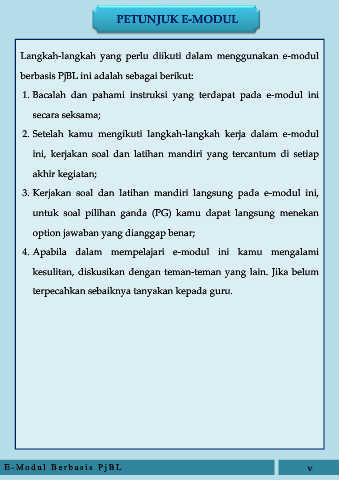 PETUNJUK E-MODUL
Langkah-langkah yang perlu diikuti dalam menggunakan e-modul
berbasis PjBL ini adalah sebagai berikut:
1. Bacalah dan pahami instruksi yang terdapat pada e-modul ini
secara seksama;
2. Setelah kamu mengikuti langkah-langkah kerja dalam e-modul
ini, kerjakan soal dan latihan mandiri yang tercantum di setiap
akhir kegiatan;
3. Kerjakan soal dan latihan mandiri langsung pada e-modul ini,
untuk soal pilihan ganda (PG) kamu dapat langsung menekan
option jawaban yang dianggap benar;
4. Apabila dalam mempelajari e-modul ini kamu mengalami
kesulitan, diskusikan dengan teman-teman yang lain. Jika belum
terpecahkan sebaiknya tanyakan kepada guru.
E-Modul Berbasis PjBL
v